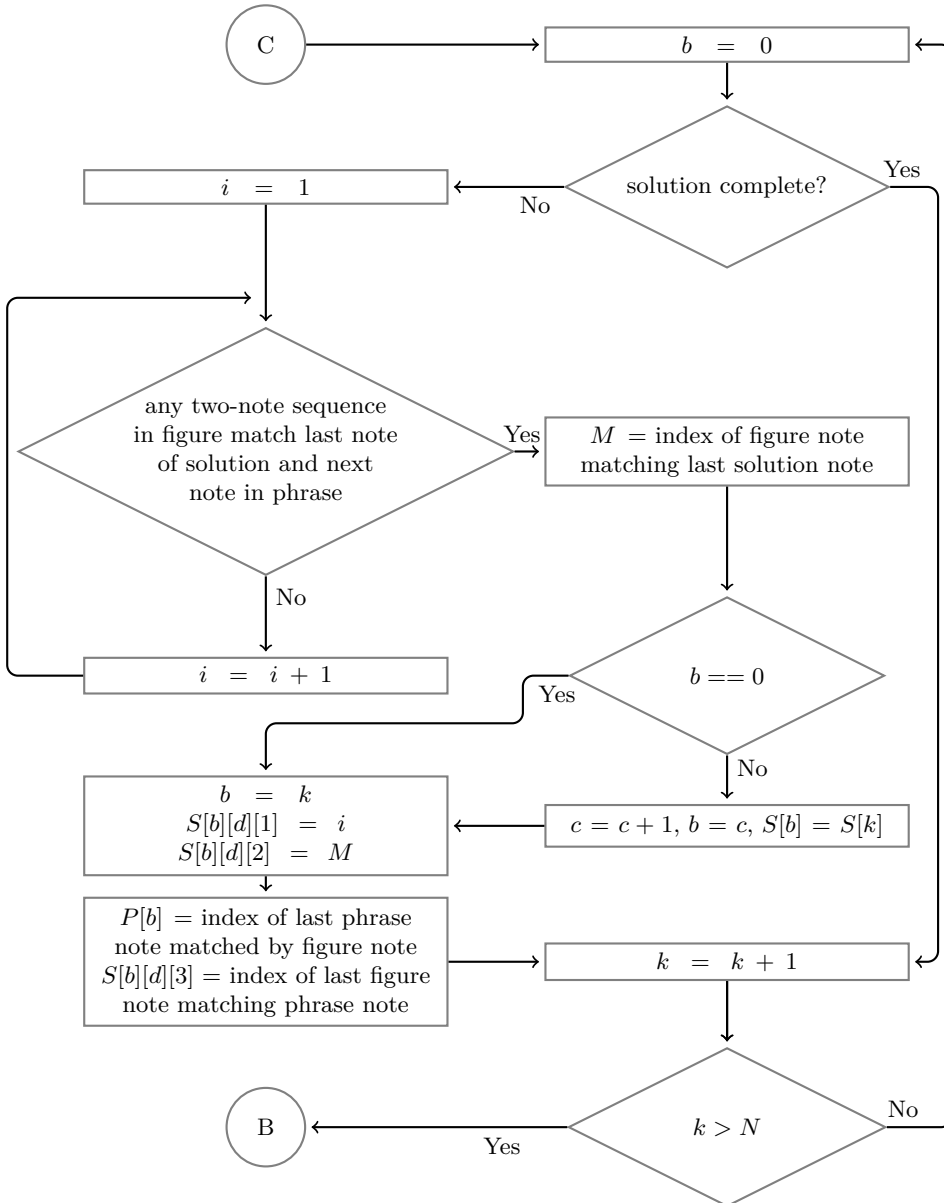 C
b = 0
solution complete?
Yes
No
i = 1
any two-note sequence
in figure match last note
of solution and next
note in phrase
Yes
M = index of figure note
matching last solution note
No
i = i + 1
b == 0
Yes
No
b = k
S[b][d][1] = i
S[b][d][2] = M
c = c + 1, b = c, S[b] = S[k]
P[b] = index of last phrase
note matched by figure note
S[b][d][3] = index of last figure
note matching phrase note
k = k + 1
k > N
No
Yes
B